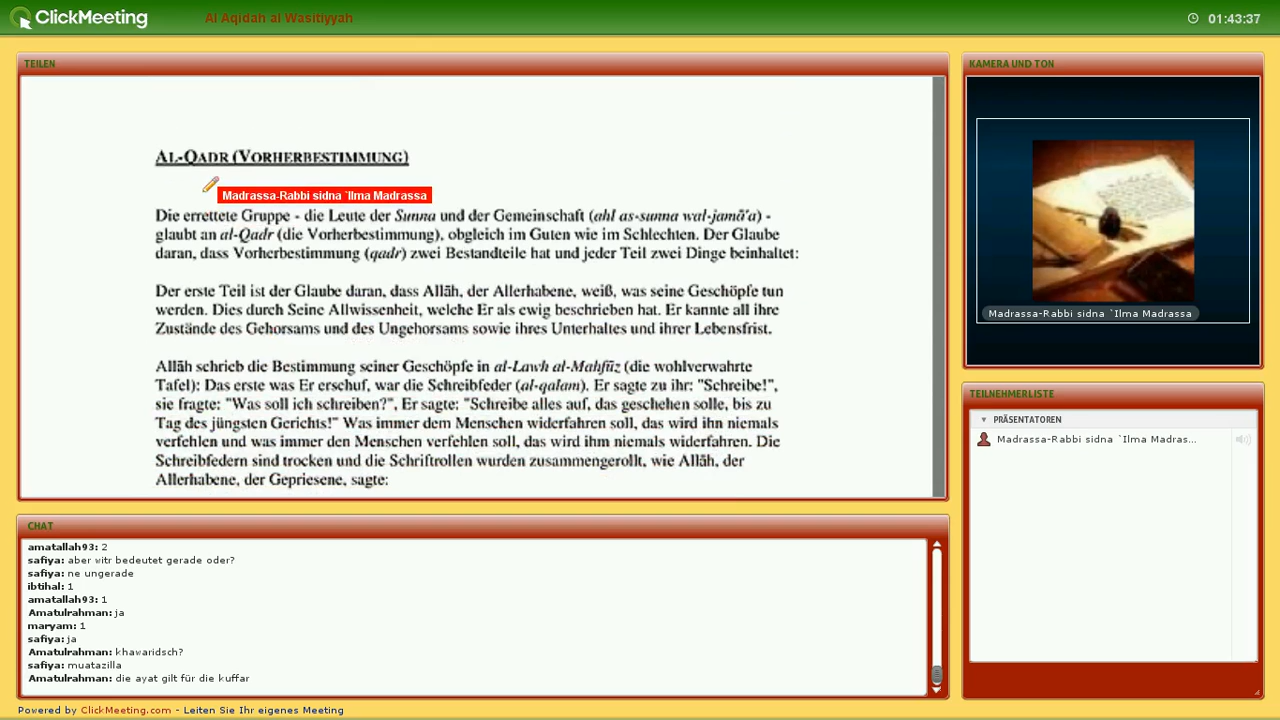 ClickMeeting
Al Aqidah al Wasitiyyah
01:43:37
TEILEN
AL-QADR (VORHERBESTIMMUNG)
Madrassa-Rabbi sidna `Ilma Madrassa
Die errettete Gruppe - die Leute der Sunna und der Gemeinschaft (ahl as-sunna wal-jamā'a) -
glaubt an al-Qadr (die Vorherbestimmung), obgleich im Guten wie im Schlechten. Der Glaube
daran, dass Vorherbestimmung (qadr) zwei Bestandteile hat und jeder Teil zwei Dinge beinhaltet:
Der erste Teil ist der Glaube daran, dass Allāh, der Allerhabene, weiß, was seine Geschöpfe tun
werden. Dies durch Seine Allwissenheit, welche Er als ewig beschrieben hat. Er kannte all ihre
Zustände des Gehorsams und des Ungehorsams sowie ihres Unterhaltes und ihrer Lebensfrist.
Allāh schrieb die Bestimmung seiner Geschöpfe in al-Lawh al-Mahfūz (die wohlverwahrte
Tafel): Das erste was Er erschuf, war die Schreibfeder (al-qalam). Er sagte zu ihr: "Schreibe!",
sie fragte: "Was soll ich schreiben?", Er sagte: "Schreibe alles auf, das geschehen solle, bis zu
Tag des jüngsten Gerichts!" Was immer dem Menschen widerfahren soll, das wird ihn niemals
verfehlen und was immer den Menschen verfehlen soll, das wird ihm niemals widerfahren. Die
Schreibfedern sind trocken und die Schriftrollen wurden zusammengerollt, wie Allāh, der
Allerhabene, der Gepriesene, sagte:
KAMERA UND TON
Madrassa-Rabbi sidna `Ilma Madrassa
TEILNEHMERLISTE
PRÄSENTATOREN
Madrassa-Rabbi sidna `Ilma Madras...
CHAT
amatallah93: 2
safiya: aber witr bedeutet gerade oder?
safiya: ne ungerade
ibtihal: 1
amatallah93: 1
Amatulrahman: ja
maryam: 1
safiya: ja
Amatulrahman: khawaridsch?
safiya: muatazilla
Amatulrahman: die ayat gilt für die kuffar
Powered by ClickMeeting.com - Leiten Sie Ihr eigenes Meeting